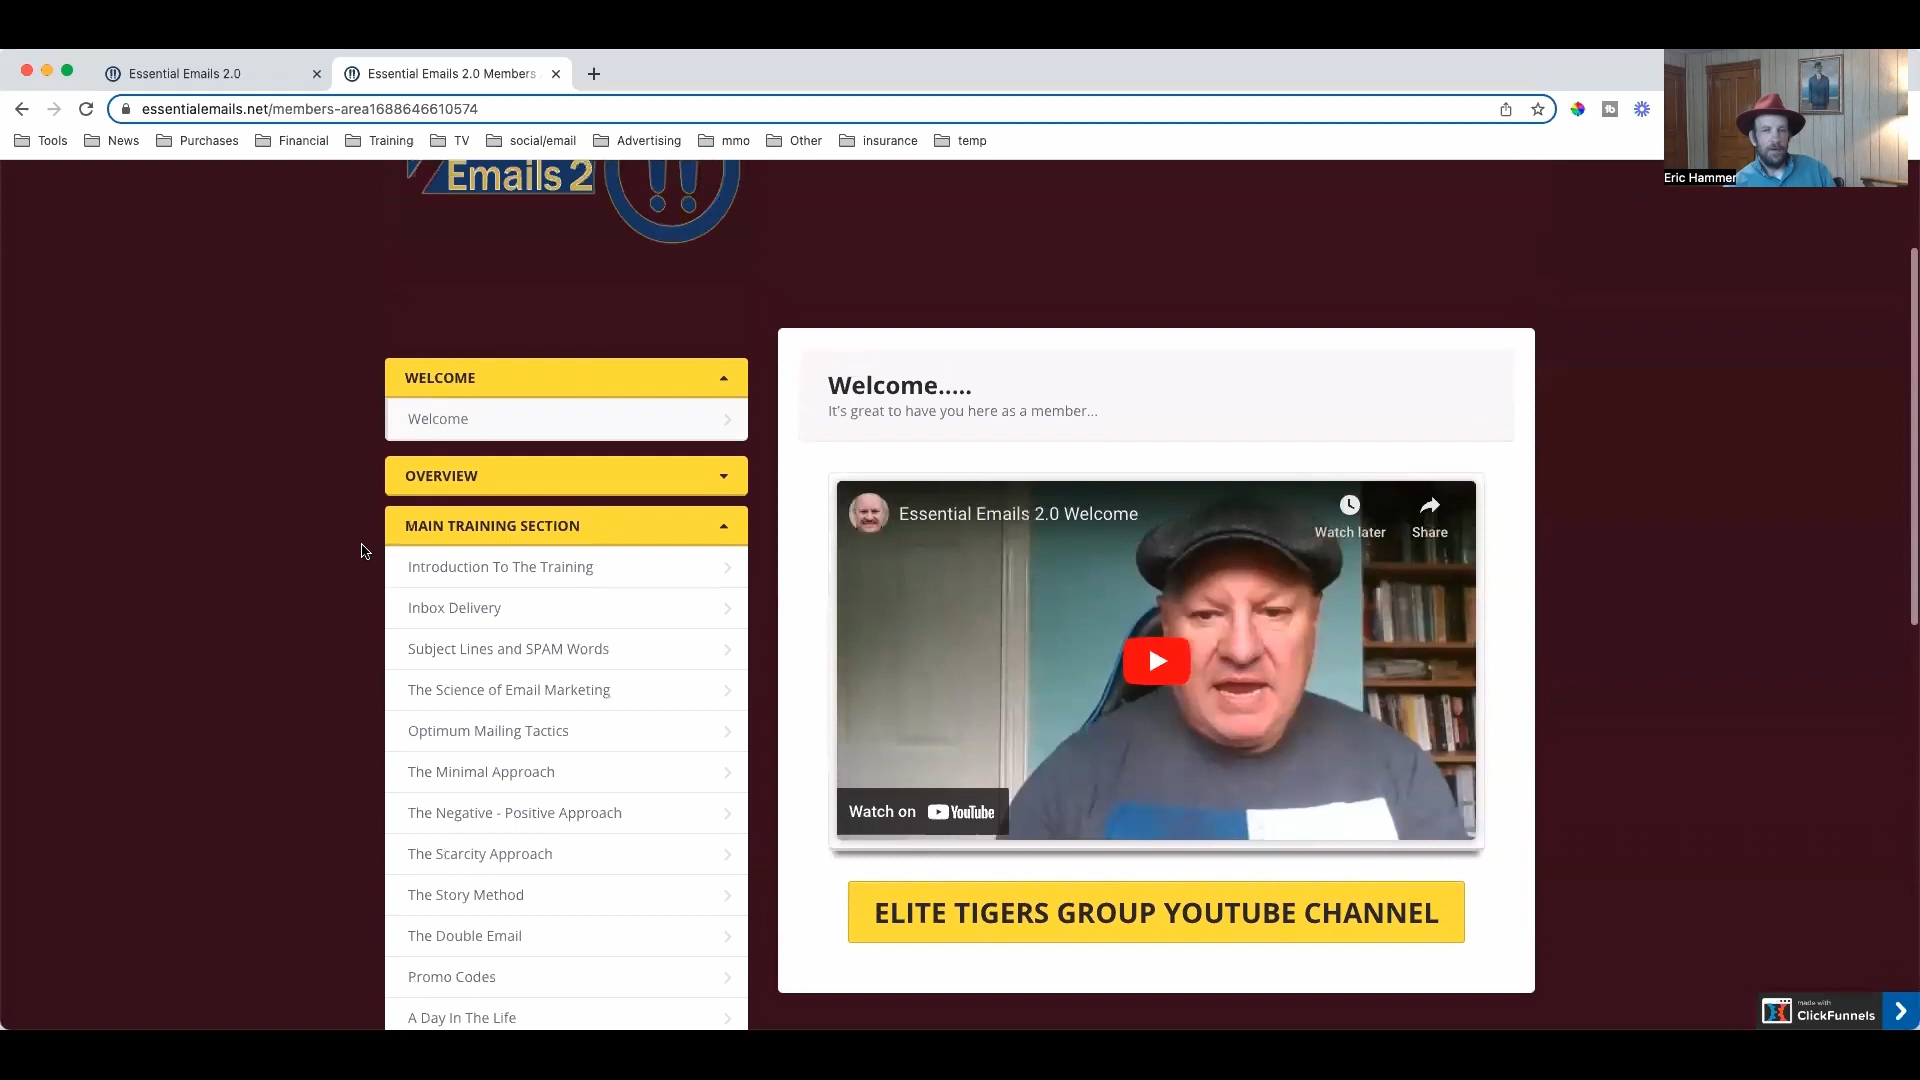 Essential Emails 2.0
Essential Emails 2.0 Members
essentialemails.net/members-area1688646610574
Tools
News
Purchases
Financial
Training
TV
social/email
Advertising
mmo
Other
insurance
temp
Eric Hammer
Emails 2
!!
WELCOME
Welcome
OVERVIEW
MAIN TRAINING SECTION
Introduction To The Training
Inbox Delivery
Subject Lines and SPAM Words
The Science of Email Marketing
Optimum Mailing Tactics
The Minimal Approach
The Negative - Positive Approach
The Scarcity Approach
The Story Method
The Double Email
Promo Codes
A Day In The Life
Welcome.....
It's great to have you here as a member...
Essential Emails 2.0 Welcome
Watch later
Share
Watch on YouTube
ELITE TIGERS GROUP YOUTUBE CHANNEL
made with
ClickFunnels